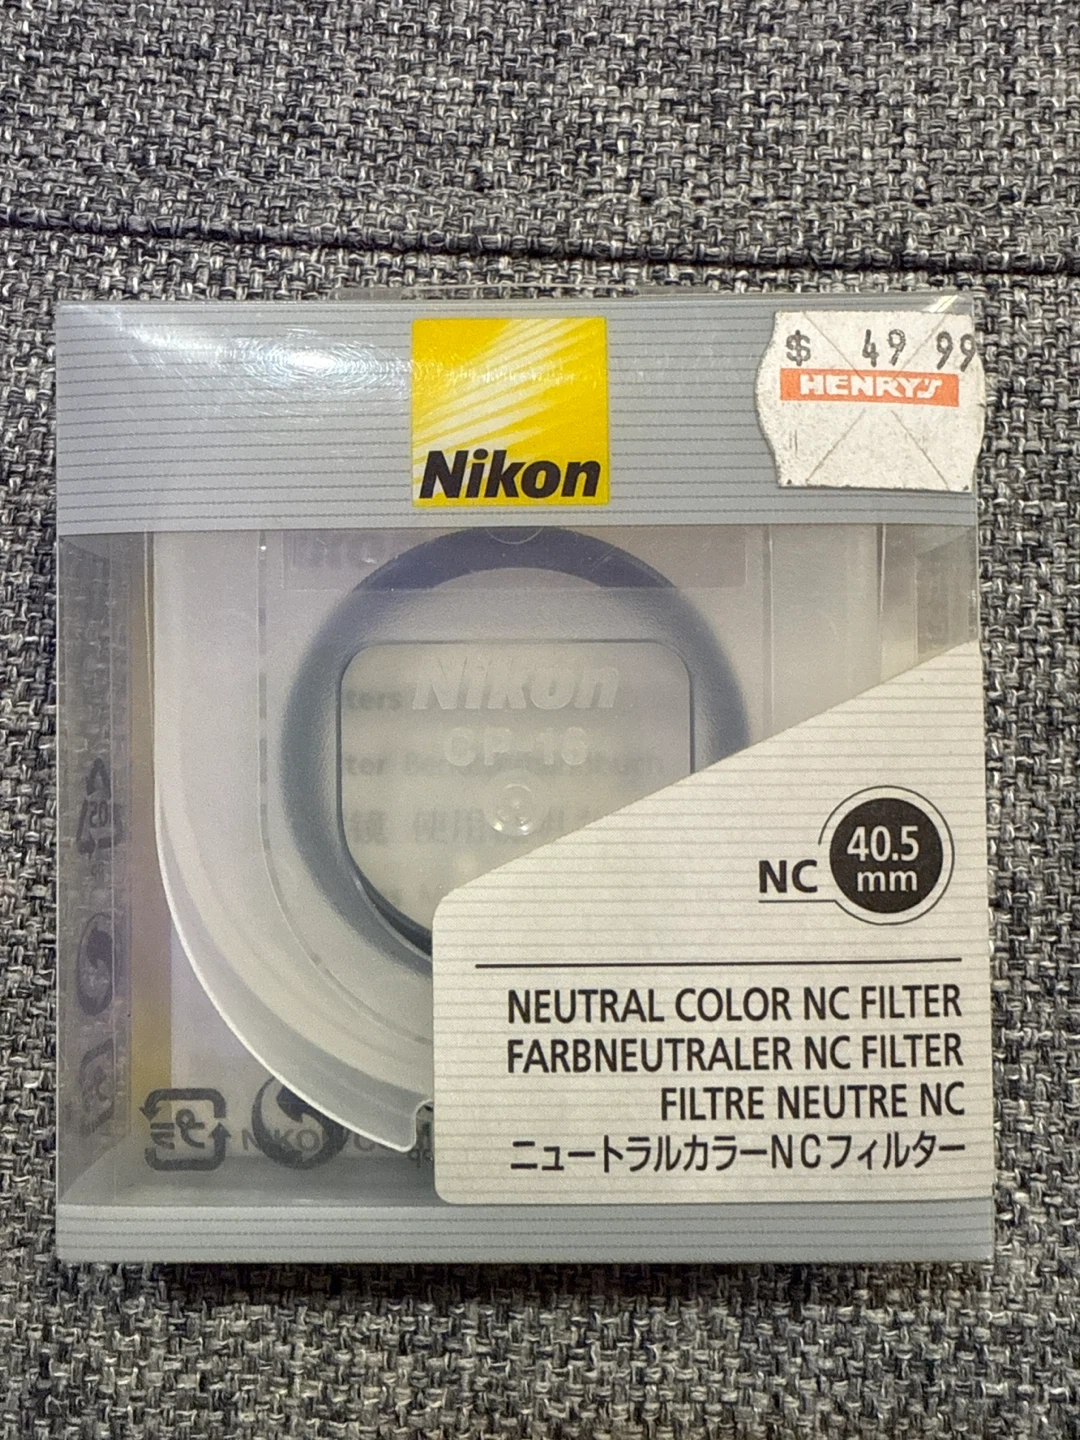 Nikon
$ 49 99
HENRY'S
Nikon
CP-16
NC
40.5
mm
NEUTRAL COLOR NC FILTER
FARBNEUTRALER NC FILTER
FILTRE NEUTRE NC
ニュートラルカラーNCフィルター